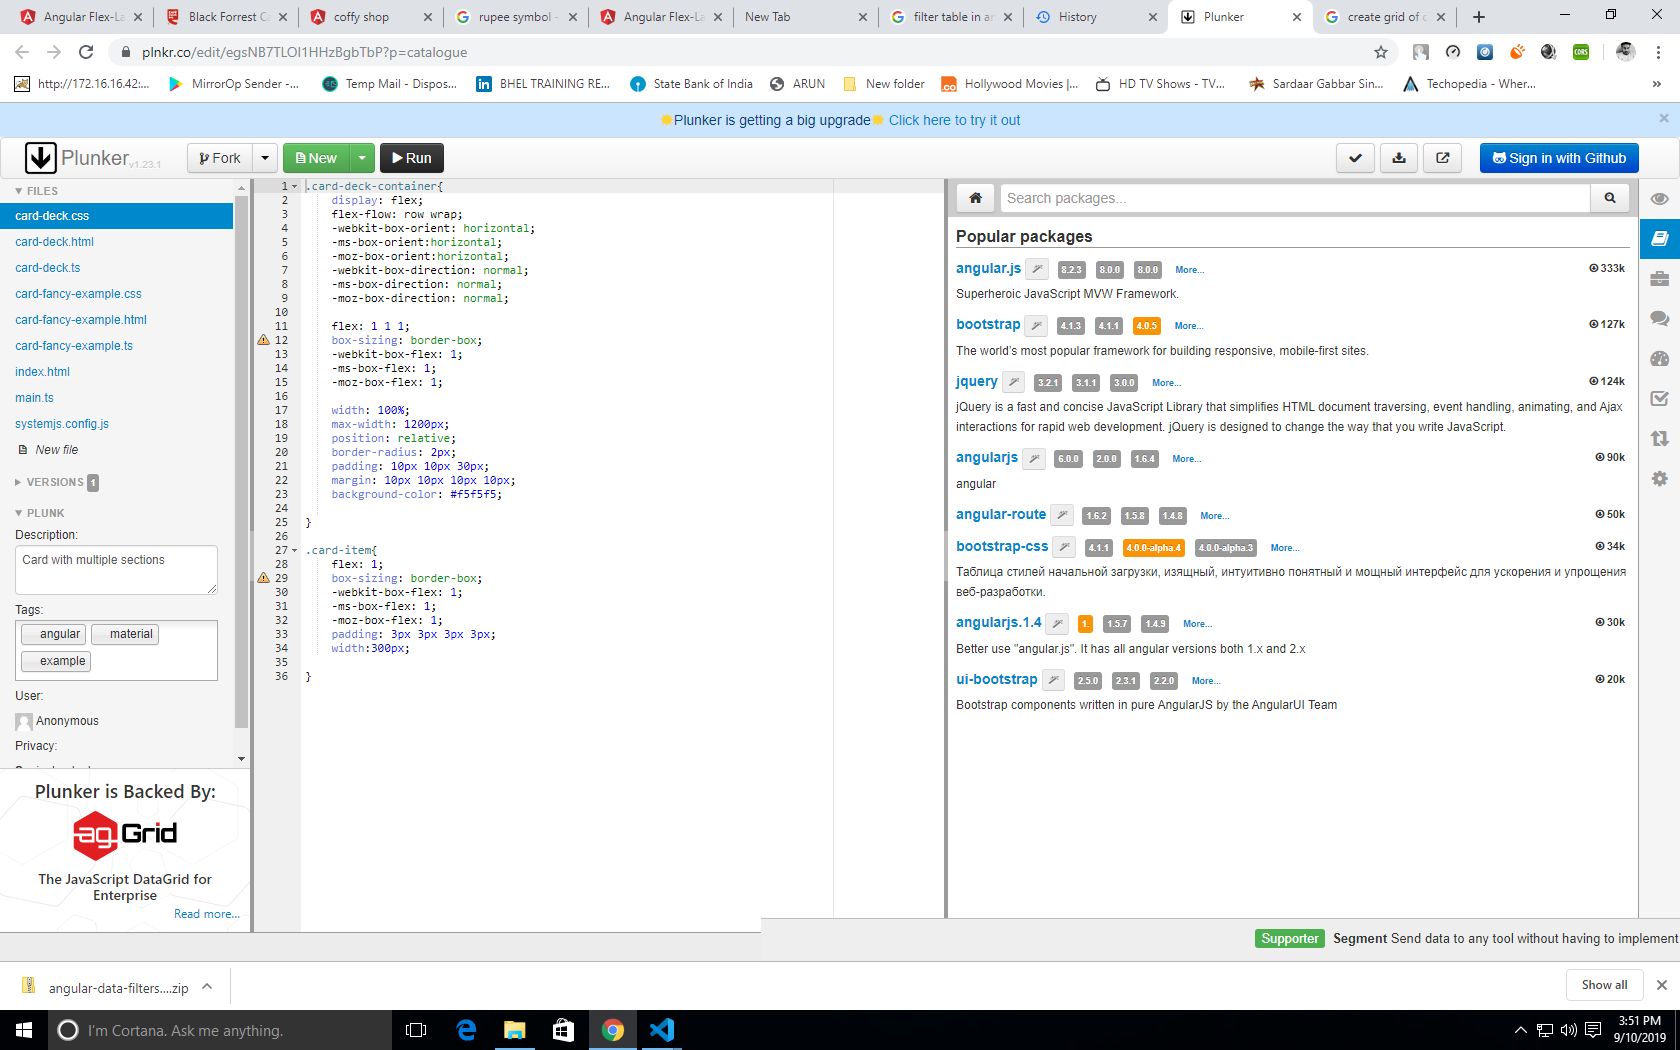 Angular Flex-La
Black Forrest Ca
coffy shop
rupee symbol -
Angular Flex-La
New Tab
filter table in an
History
Plunker
create grid of c
plnkr.co/edit/egsNB7TLOI1HHzBgbTbP?p=catalogue
http://172.16.16.42:...
MirrorOp Sender -...
Temp Mail - Dispos...
BHEL TRAINING RE...
State Bank of India
ARUN
New folder
Hollywood Movies |...
HD TV Shows - TV...
Sardaar Gabbar Sin...
Techopedia - Wher...
»
Plunker is getting a big upgrade Click here to try it out
Plunker v1.23.1
Fork
New
Run
Sign in with Github
FILES
card-deck.css
card-deck.html
card-deck.ts
card-fancy-example.css
card-fancy-example.html
card-fancy-example.ts
index.html
main.ts
systemjs.config.js
New file
VERSIONS 1
PLUNK
Description:
Card with multiple sections
Tags:
angular
material
example
User:
Anonymous
Privacy:
Plunker is Backed By:
ag Grid
The JavaScript DataGrid for
Enterprise
Read more...
1 .card-deck-container{
2 display: flex;
3 flex-flow: row wrap;
4 -webkit-box-orient: horizontal;
5 -ms-box-orient:horizontal;
6 -moz-box-orient:horizontal;
7 -webkit-box-direction: normal;
8 -ms-box-direction: normal;
9 -moz-box-direction: normal;
10
11 flex: 1 1 1;
12 box-sizing: border-box;
13 -webkit-box-flex: 1;
14 -ms-box-flex: 1;
15 -moz-box-flex: 1;
16
17 width: 100%;
18 max-width: 1200px;
19 position: relative;
20 border-radius: 2px;
21 padding: 10px 10px 30px;
22 margin: 10px 10px 10px 10px;
23 background-color: #f5f5f5;
24
25 }
26
27 .card-item{
28 flex: 1;
29 box-sizing: border-box;
30 -webkit-box-flex: 1;
31 -ms-box-flex: 1;
32 -moz-box-flex: 1;
33 padding: 3px 3px 3px 3px;
34 width:300px;
35
36 }
Search packages...
Popular packages
angular.js 8.2.3 8.0.0 8.0.0 More... 333k
Superheroic JavaScript MVW Framework.
bootstrap 4.1.3 4.1.1 4.0.5 More... 127k
The world's most popular framework for building responsive, mobile-first sites.
jquery 3.2.1 3.1.1 3.0.0 More... 124k
jQuery is a fast and concise JavaScript Library that simplifies HTML document traversing, event handling, animating, and Ajax
interactions for rapid web development. jQuery is designed to change the way that you write JavaScript.
angularjs 6.0.0 2.0.0 1.6.4 More... 90k
angular
angular-route 1.6.2 1.5.8 1.4.8 More... 50k
bootstrap-css 4.1.1 4.0.0-alpha.4 4.0.0-alpha.3 More... 34k
Таблица стилей начальной загрузки, изящный, интуитивно понятный и мощный интерфейс для ускорения и упрощения
веб-разработки.
angularjs.1.4 1. 1.5.7 1.4.9 More... 30k
Better use "angular.js". It has all angular versions both 1.x and 2.x
ui-bootstrap 2.5.0 2.3.1 2.2.0 More... 20k
Bootstrap components written in pure AngularJS by the AngularUI Team
Supporter Segment Send data to any tool without having to implement
angular-data-filters....zip
Show all
I'm Cortana. Ask me anything.
3:51 PM
9/10/2019